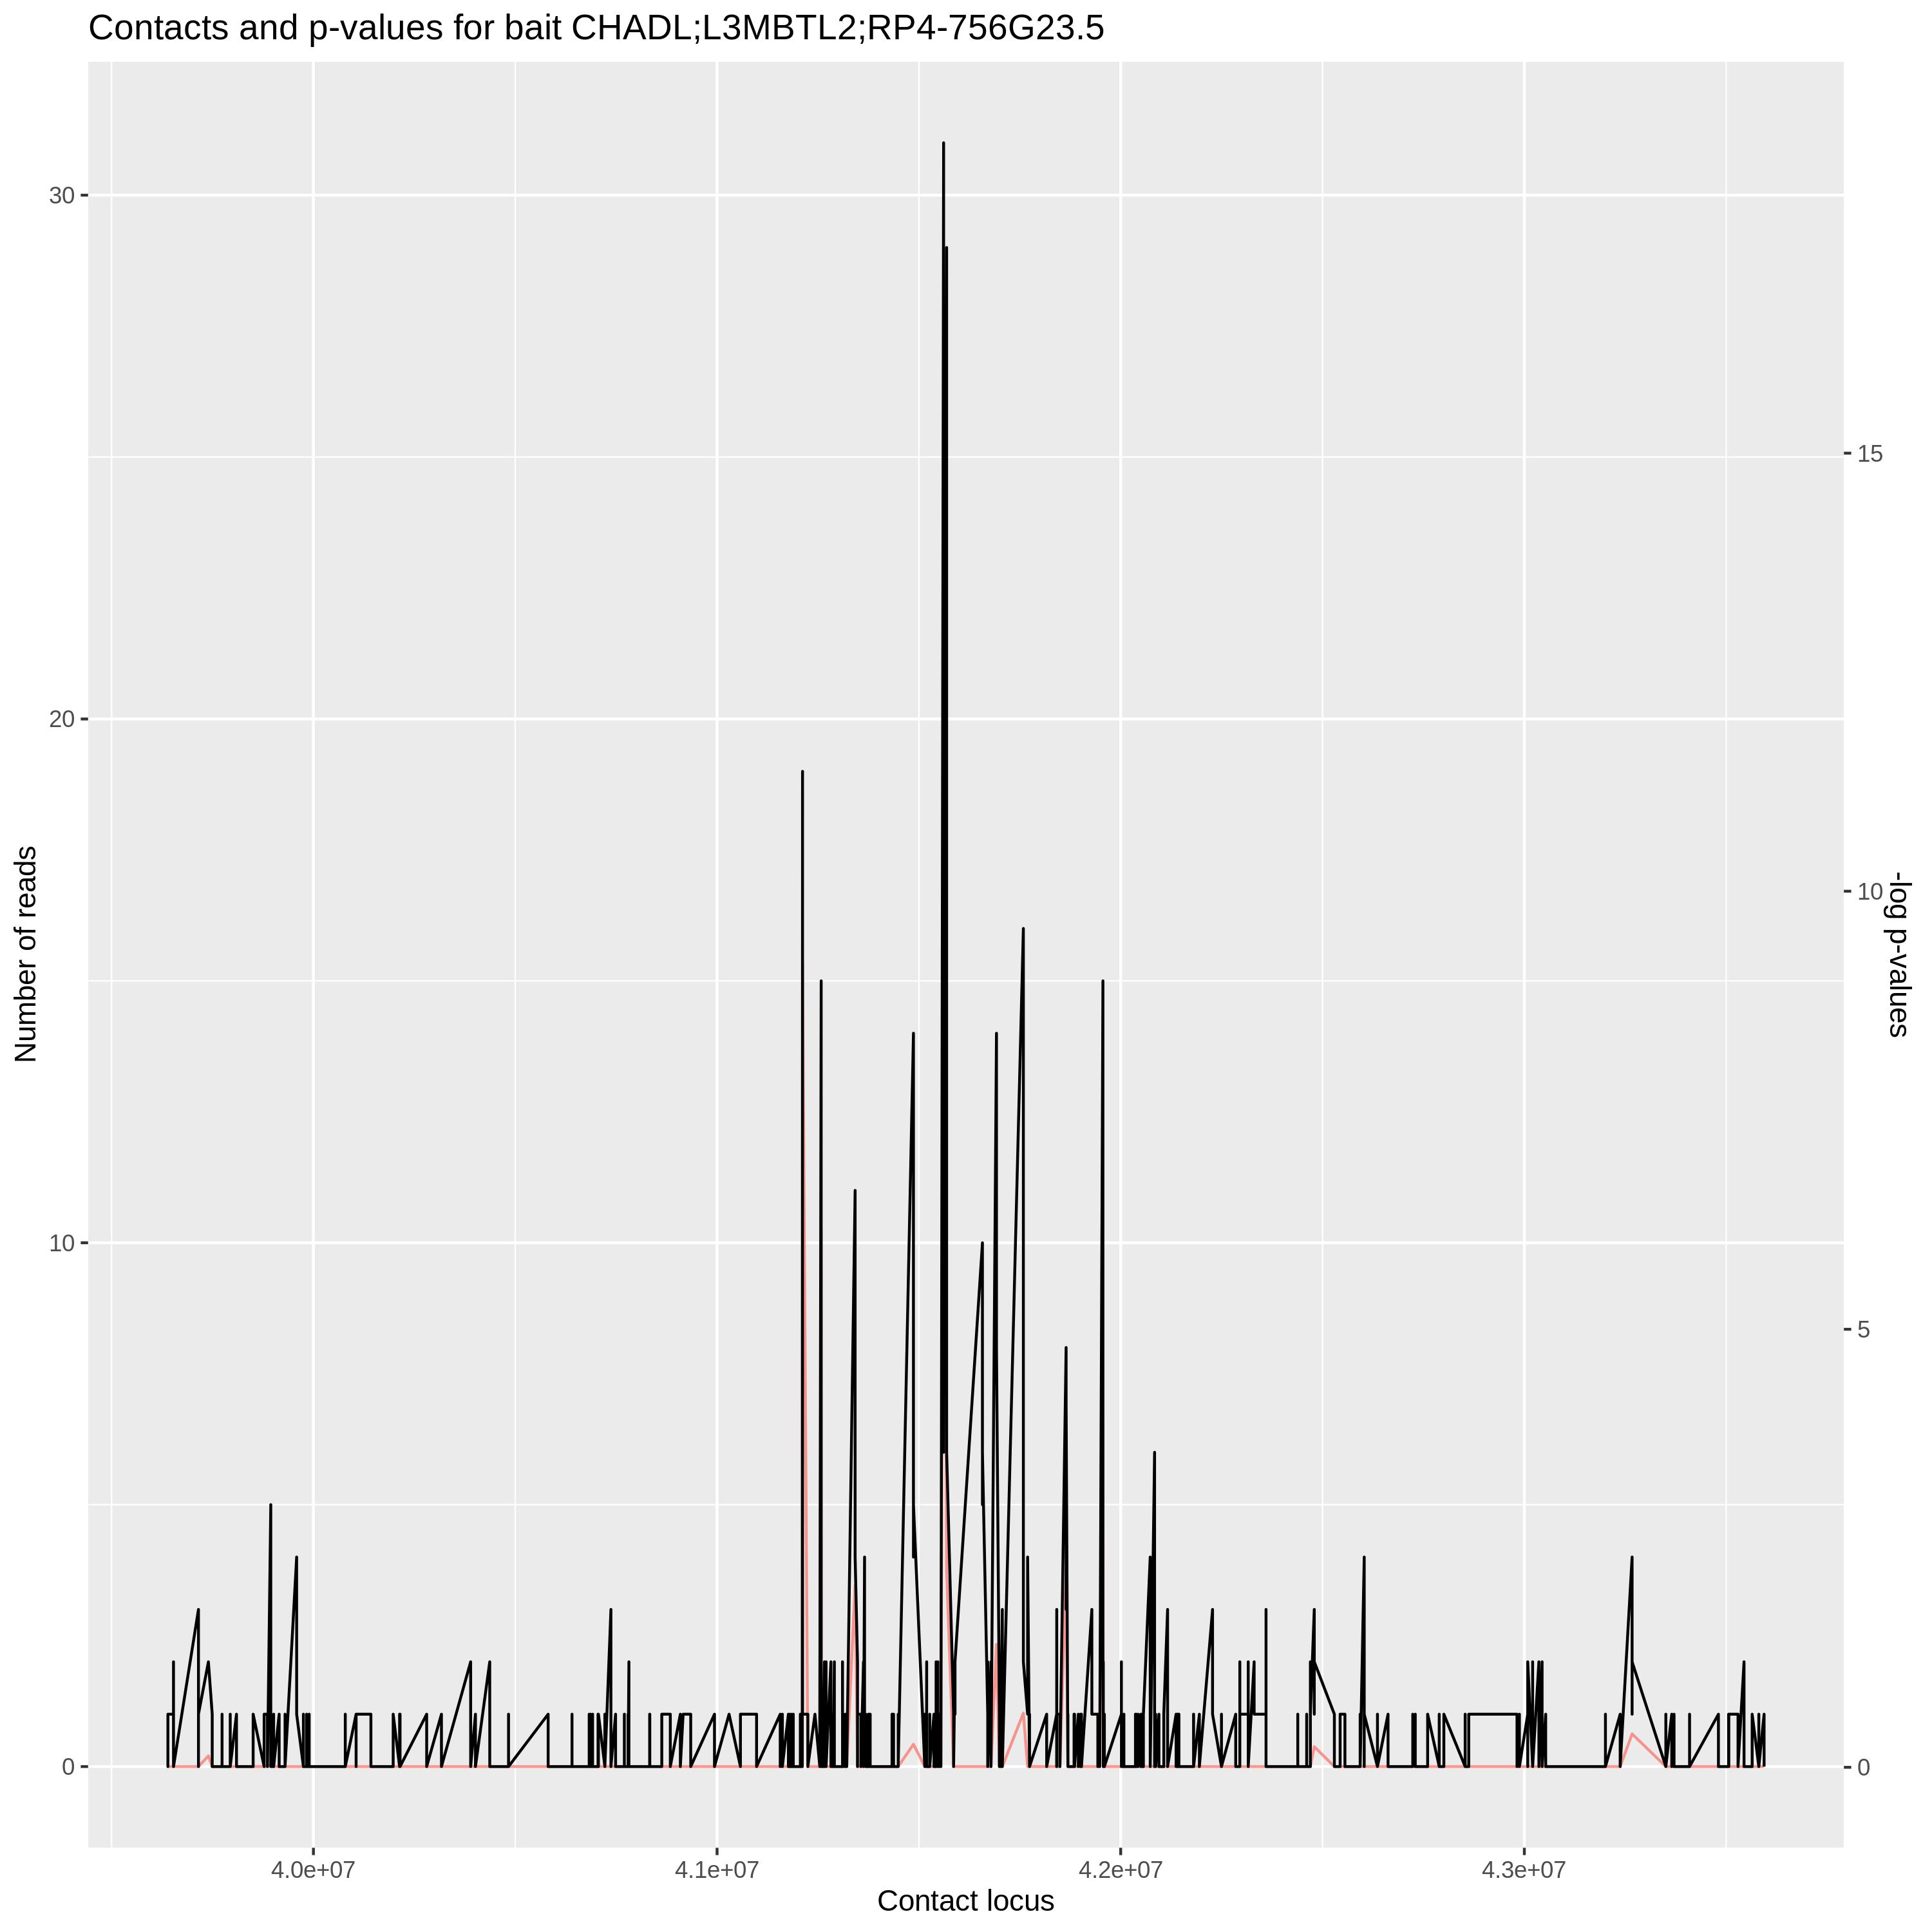 Contacts and p-values for bait CHADL;L3MBTL2;RP4-756G23.5
30
20
10
0
Number of reads
15
10
5
0
-log p-values
4.0e+07
4.1e+07
4.2e+07
4.3e+07
Contact locus